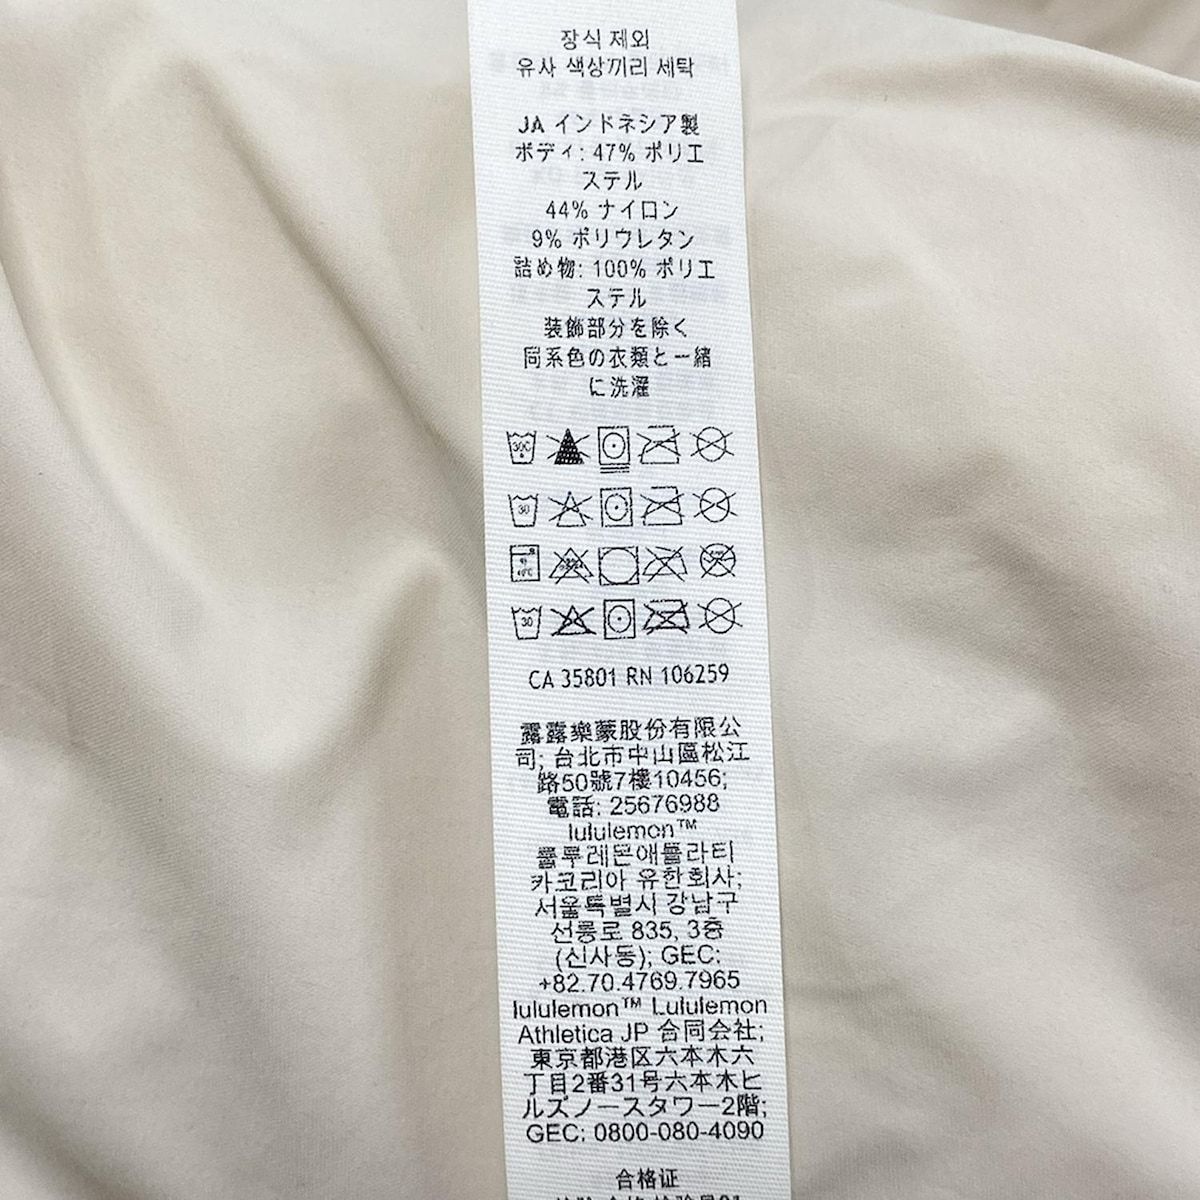 장식 제외
유사 색상끼리 세탁
JA インドネシア製
ボディ: 47% ポリエ
ステル
44% ナイロン
9% ポリウレタン
詰め物: 100% ポリエ
ステル
装飾部分を除く
同系色の衣類と一緒
に洗濯
30C
30
30
CA 35801 RN 106259
露露樂蒙股份有限公
司; 台北市中山區松江
路50號7樓10456;
電話: 25676988
lululemon™
룰루레몬애틀라티
카코리아 유한회사;
서울특별시 강남구
선릉로 835, 3층
(신사동); GEC:
+82.70.4769.7965
lululemon™ Lululemon
Athletica JP 合同会社;
東京都港区六本木六
丁目2番31号六本木ヒ
ルズノースタワー2階;
GEC: 0800-080-4090
合格证